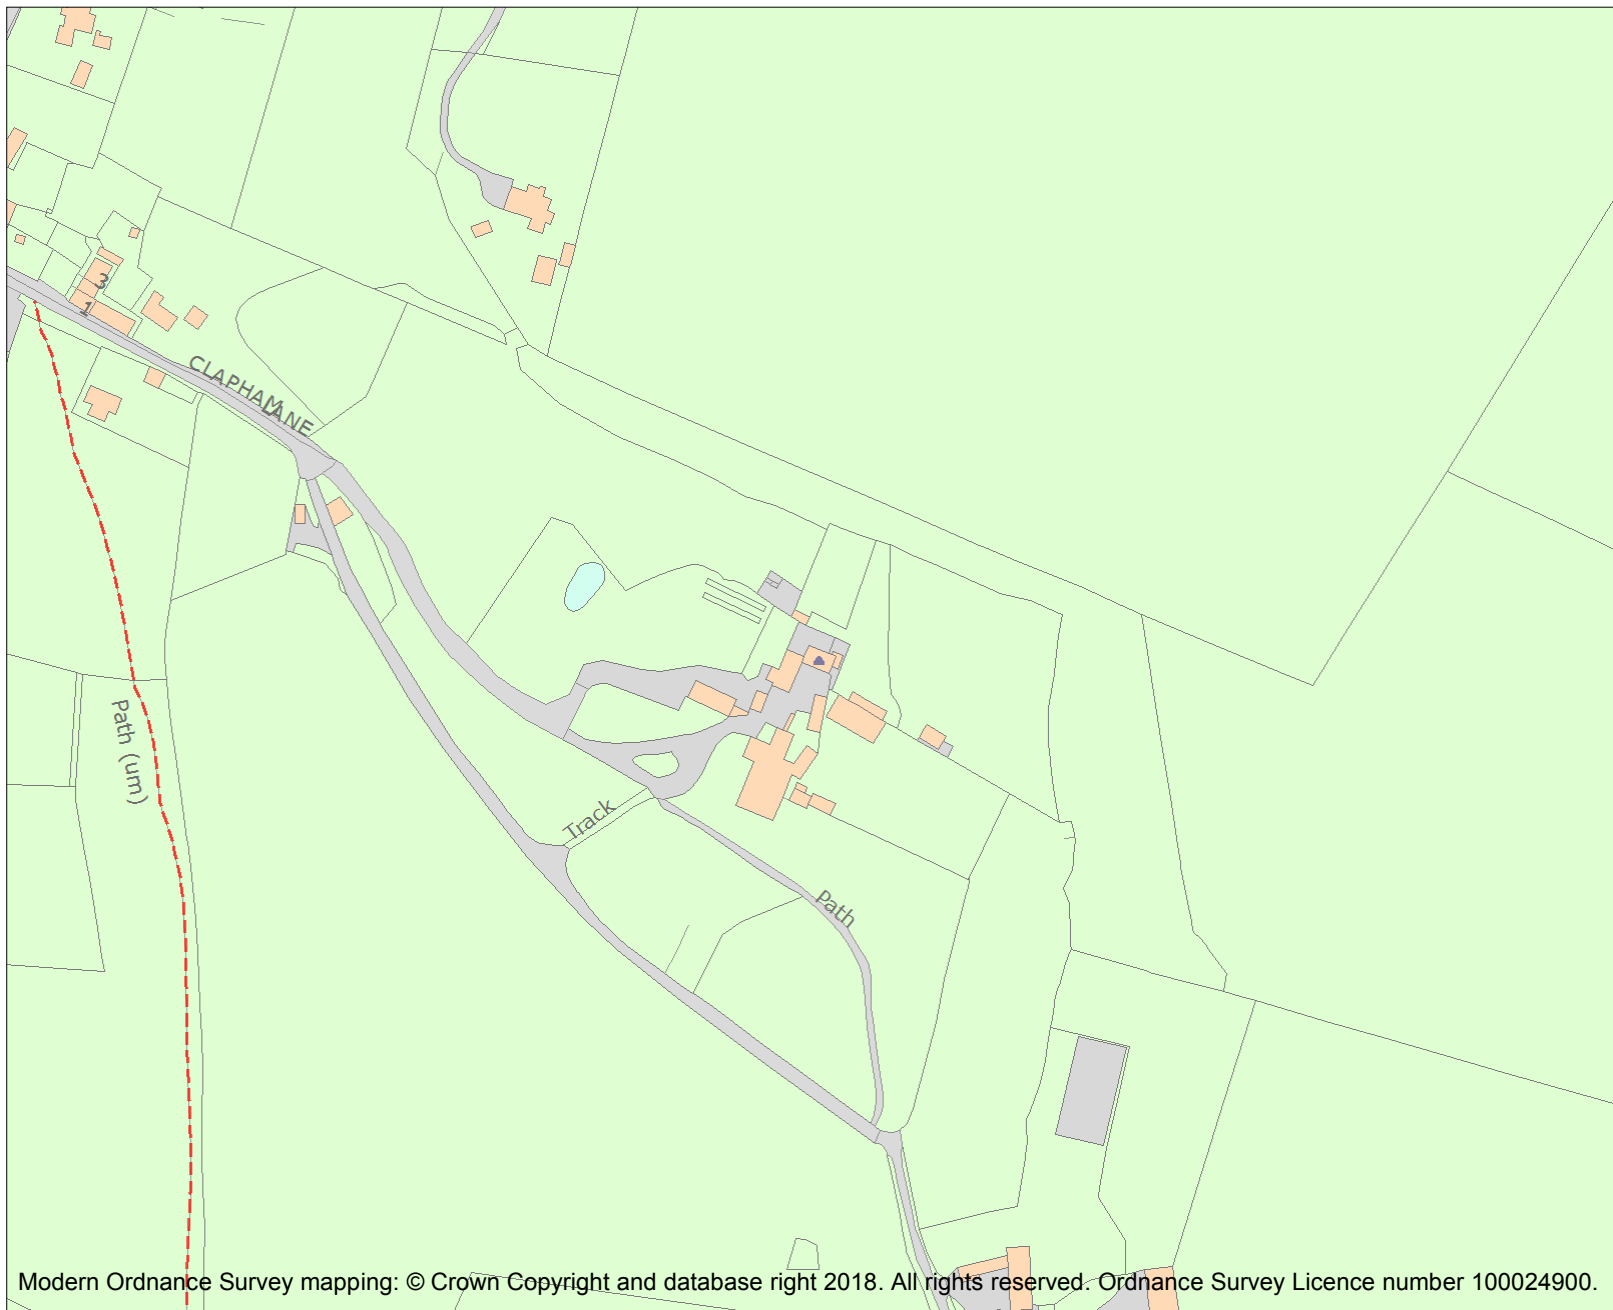 3
1
CLAPHAM LANE
Path (um)
Track
Path
Modern Ordnance Survey mapping: © Crown Copyright and database right 2018. All rights reserved. Ordnance Survey Licence number 100024900.